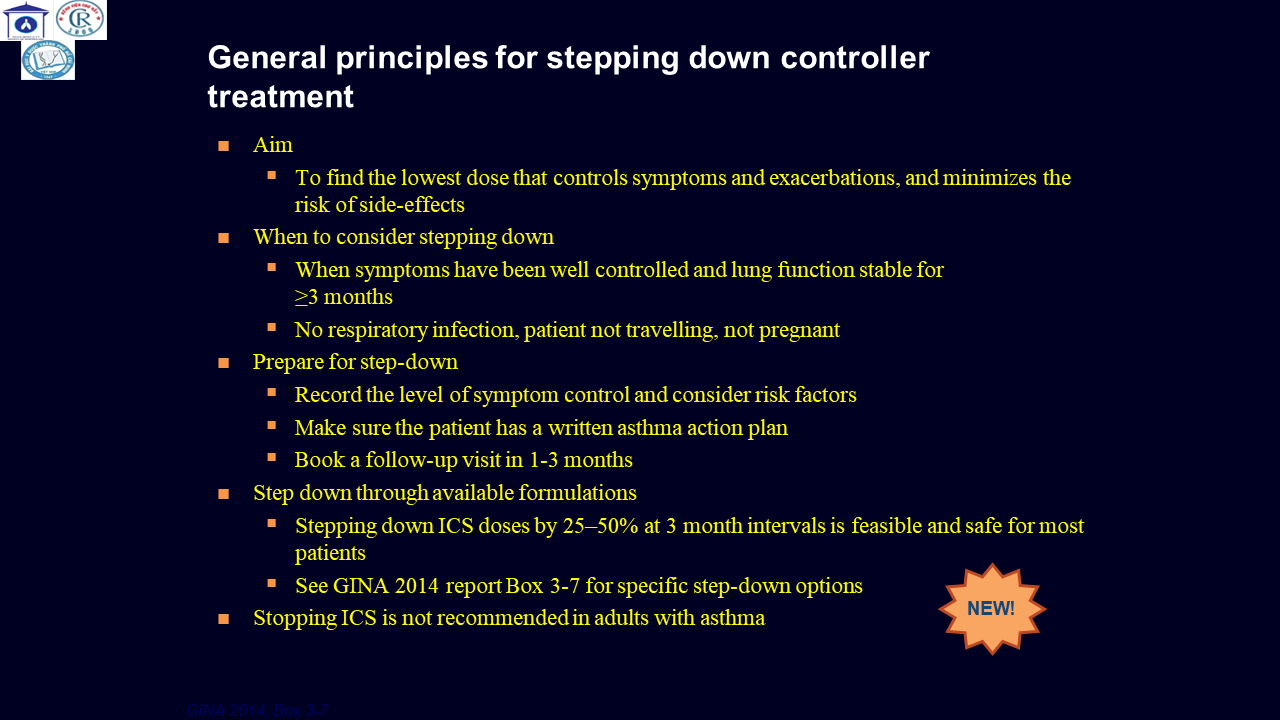 General principles for stepping down controller
treatment
Aim
To find the lowest dose that controls symptoms and exacerbations, and minimizes the
risk of side-effects
When to consider stepping down
When symptoms have been well controlled and lung function stable for
≥3 months
No respiratory infection, patient not travelling, not pregnant
Prepare for step-down
Record the level of symptom control and consider risk factors
Make sure the patient has a written asthma action plan
Book a follow-up visit in 1-3 months
Step down through available formulations
Stepping down ICS doses by 25–50% at 3 month intervals is feasible and safe for most
patients
See GINA 2014 report Box 3-7 for specific step-down options
Stopping ICS is not recommended in adults with asthma
NEW!
GINA 2014, Box 3-7